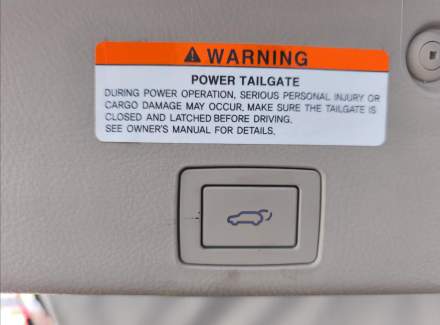 ⚠ WARNING
POWER TAILGATE
DURING POWER OPERATION, SERIOUS PERSONAL INJURY OR
CARGO DAMAGE MAY OCCUR. MAKE SURE THE TAILGATE IS
CLOSED AND LATCHED BEFORE DRIVING.
SEE OWNER'S MANUAL FOR DETAILS.